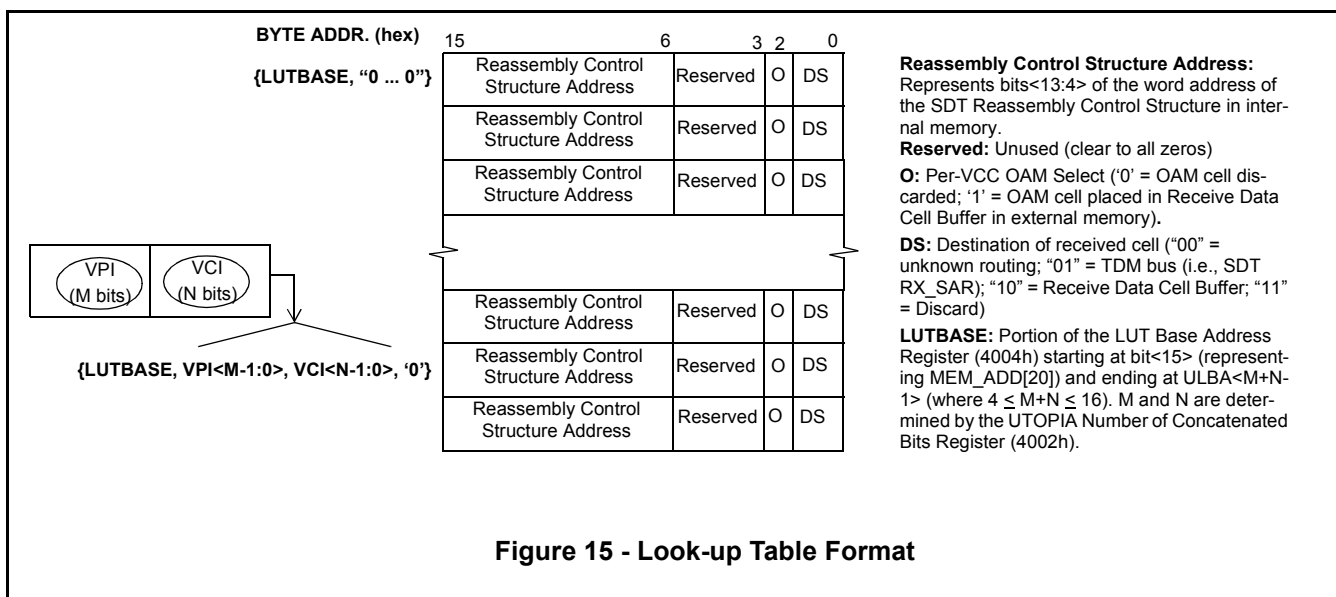 BYTE ADDR. (hex)
15 6 3 2 0
{LUTBASE, “0 ... 0”}
Reassembly Control
Structure Address
Reserved
O
DS
Reassembly Control
Structure Address
Reserved
O
DS
Reassembly Control
Structure Address
Reserved
O
DS
VPI
(M bits)
VCI
(N bits)
{LUTBASE, VPI<M-1:0>, VCI<N-1:0>, ‘0’}
Reassembly Control
Structure Address
Reserved
O
DS
Reassembly Control
Structure Address
Reserved
O
DS
Reassembly Control
Structure Address
Reserved
O
DS
Reassembly Control Structure Address:
Represents bits<13:4> of the word address of
the SDT Reassembly Control Structure in inter-
nal memory.
Reserved: Unused (clear to all zeros)
O: Per-VCC OAM Select (‘0’ = OAM cell dis-
carded; ‘1’ = OAM cell placed in Receive Data
Cell Buffer in external memory).
DS: Destination of received cell (“00” =
unknown routing; “01” = TDM bus (i.e., SDT
RX_SAR); “10” = Receive Data Cell Buffer; “11”
= Discard)
LUTBASE: Portion of the LUT Base Address
Register (4004h) starting at bit<15> (represent-
ing MEM_ADD[20]) and ending at ULBA<M+N-
1> (where 4 ≤ M+N ≤ 16). M and N are deter-
mined by the UTOPIA Number of Concatenated
Bits Register (4002h).
Figure 15 - Look-up Table Format